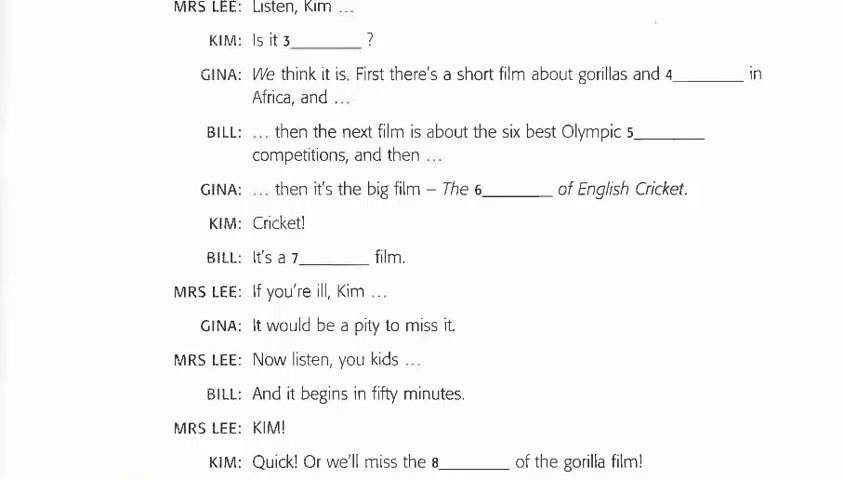 MRS LEE: Listen, Kim ...
KIM: Is it 3________ ?
GINA: We think it is. First there's a short film about gorillas and 4________ in
Africa, and ...
BILL: ... then the next film is about the six best Olympic 5________
competitions, and then ...
GINA: ... then it's the big film – The 6________ of English Cricket.
KIM: Cricket!
BILL: It's a 7________ film.
MRS LEE: If you're ill, Kim ...
GINA: It would be a pity to miss it.
MRS LEE: Now listen, you kids ...
BILL: And it begins in fifty minutes.
MRS LEE: KIM!
KIM: Quick! Or we'll miss the 8________ of the gorilla film!